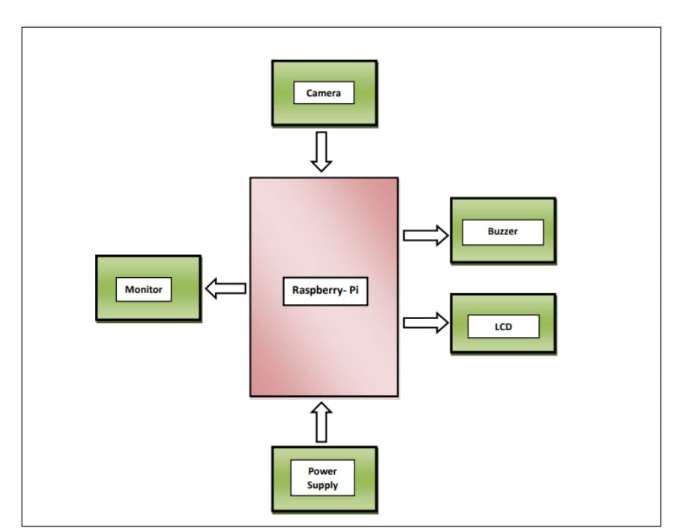 Camera
Buzzer
Monitor
Raspberry- Pi
LCD
Power
Supply